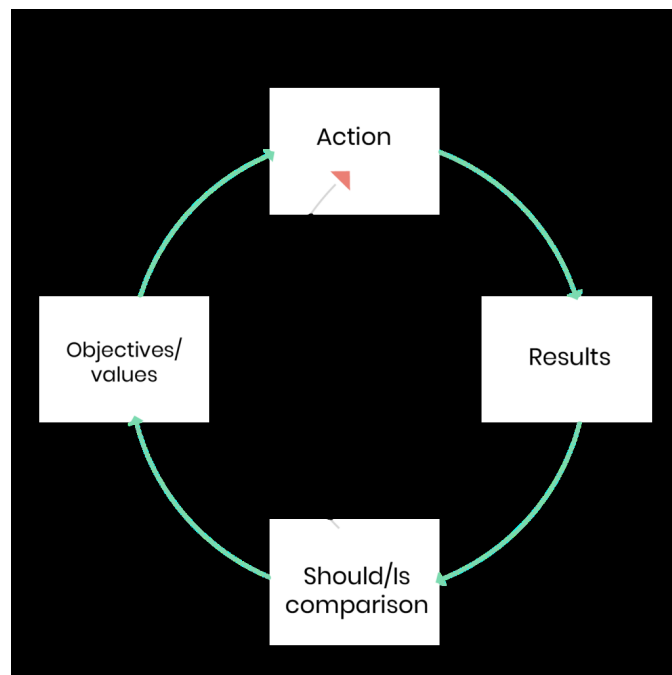 Action
Objectives/
values
Results
Should/Is
comparison